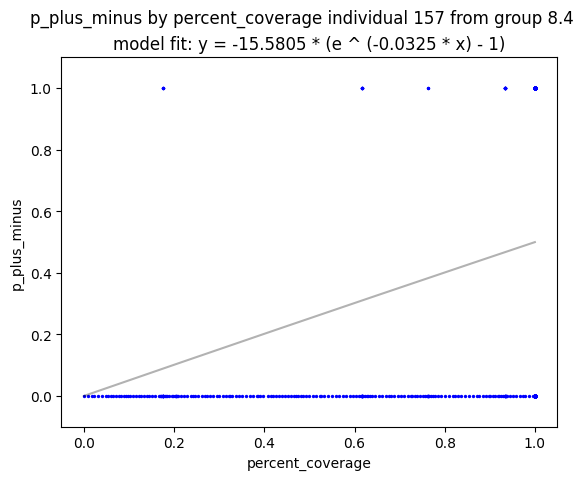 p_plus_minus by percent_coverage individual 157 from group 8.4
model fit: y = -15.5805 * (e ^ (-0.0325 * x) - 1)
1.0
0.8
0.6
0.4
0.2
0.0
p_plus_minus
0.0 0.2 0.4 0.6 0.8 1.0
percent_coverage